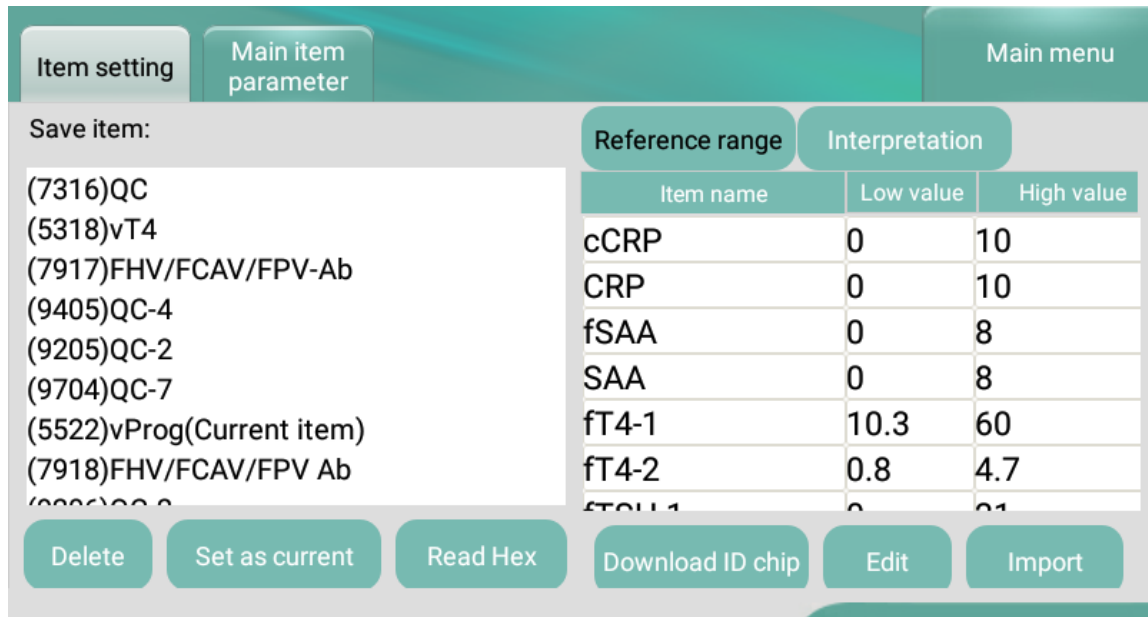 Item setting
Main item
parameter
Main menu
Save item:
(7316)QC
(5318)vT4
(7917)FHV/FCAV/FPV-Ab
(9405)QC-4
(9205)QC-2
(9704)QC-7
(5522)vProg(Current item)
(7918)FHV/FCAV/FPV Ab
Reference range Interpretation
Item name Low value High value
cCRP 0 10
CRP 0 10
fSAA 0 8
SAA 0 8
fT4-1 10.3 60
fT4-2 0.8 4.7
Delete Set as current Read Hex
Download ID chip Edit Import